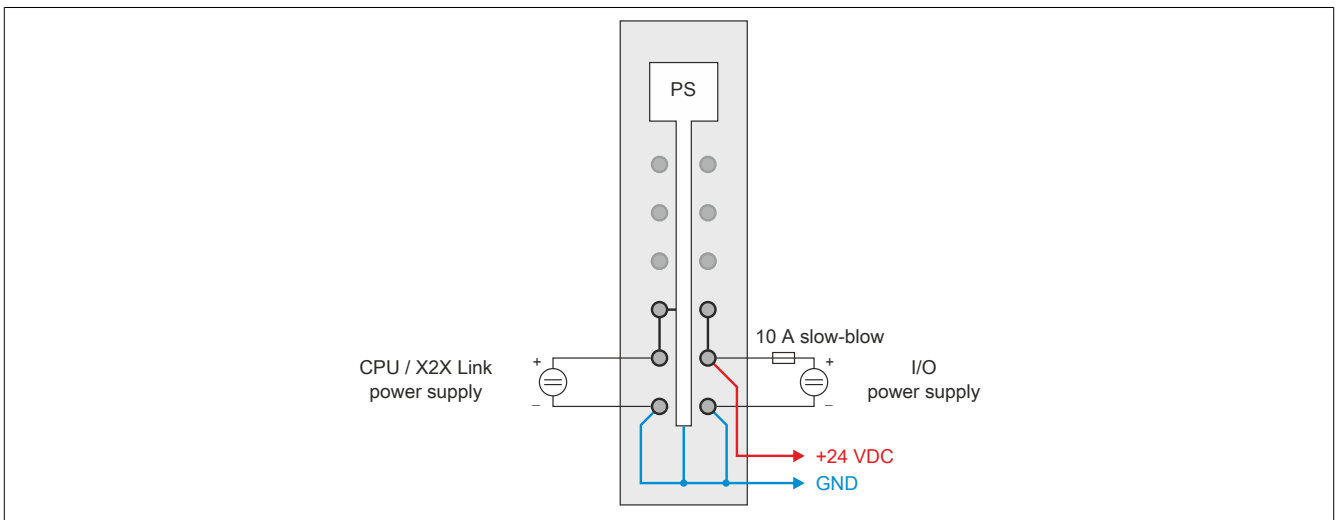 PS
10 A slow-blow
CPU / X2X Link
power supply
+
–
+
–
I/O
power supply
+24 VDC
GND